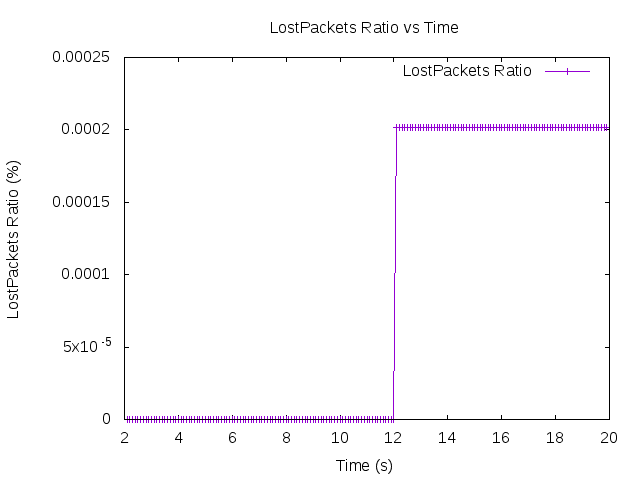 LostPackets Ratio vs Time
LostPackets Ratio
LostPackets Ratio (%)
0.00025
0.0002
0.00015
0.0001
5x10⁻⁵
0
2 4 6 8 10 12 14 16 18 20
Time (s)